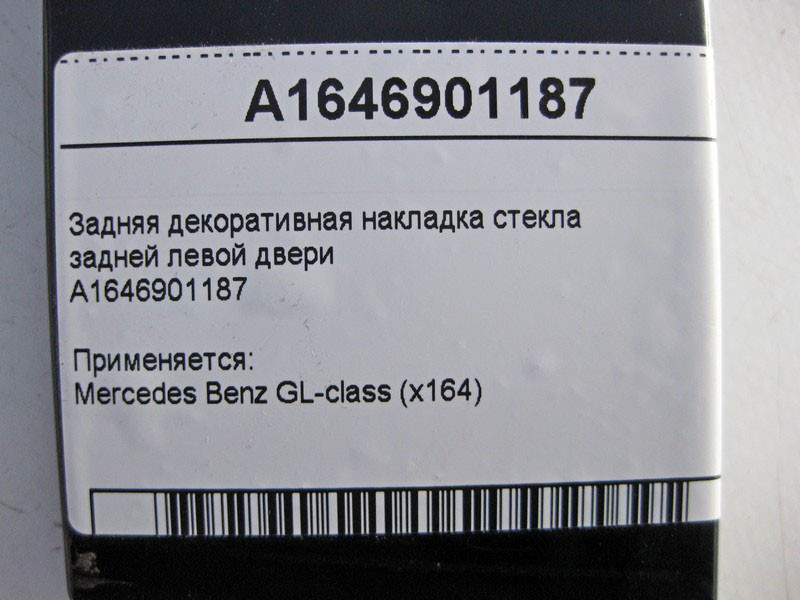 A1646901187
Задняя декоративная накладка стекла
задней левой двери
A1646901187
Применяется:
Mercedes Benz GL-class (x164)